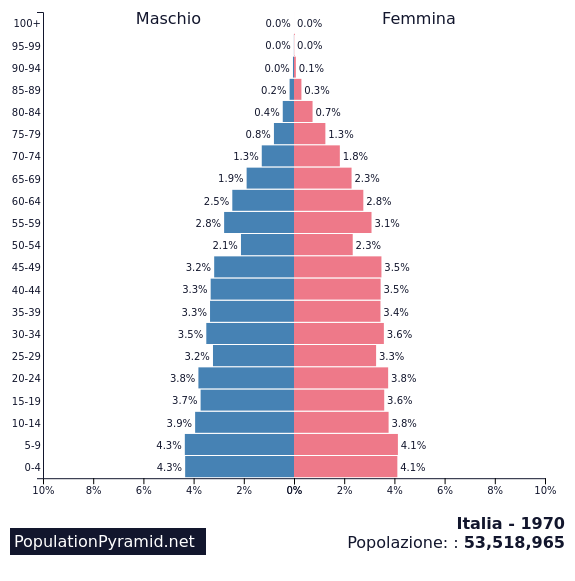 Maschio Femmina
100+ 0.0% 0.0%
95-99 0.0% 0.0%
90-94 0.0% 0.1%
85-89 0.2% 0.3%
80-84 0.4% 0.7%
75-79 0.8% 1.3%
70-74 1.3% 1.8%
65-69 1.9% 2.3%
60-64 2.5% 2.8%
55-59 2.8% 3.1%
50-54 2.1% 2.3%
45-49 3.2% 3.5%
40-44 3.3% 3.5%
35-39 3.3% 3.4%
30-34 3.5% 3.6%
25-29 3.2% 3.3%
20-24 3.8% 3.8%
15-19 3.7% 3.6%
10-14 3.9% 3.8%
5-9 4.3% 4.1%
0-4 4.3% 4.1%
10% 8% 6% 4% 2% 0% 2% 4% 6% 8% 10%
Italia - 1970
PopulationPyramid.net Popolazione: : 53,518,965